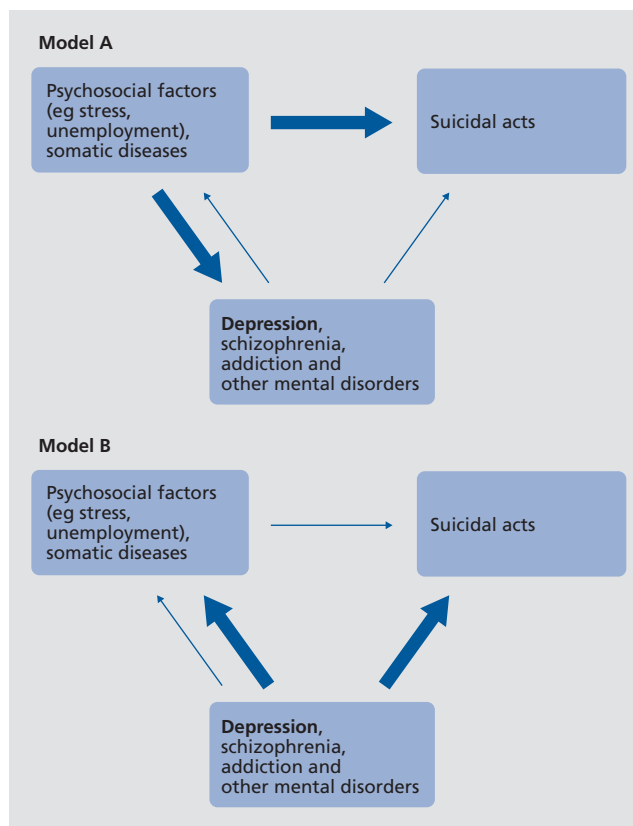 Model A
Psychosocial factors
(eg stress,
unemployment),
somatic diseases
Suicidal acts
Depression,
schizophrenia,
addiction and
other mental disorders
Model B
Psychosocial factors
(eg stress,
unemployment),
somatic diseases
Suicidal acts
Depression,
schizophrenia,
addiction and
other mental disorders